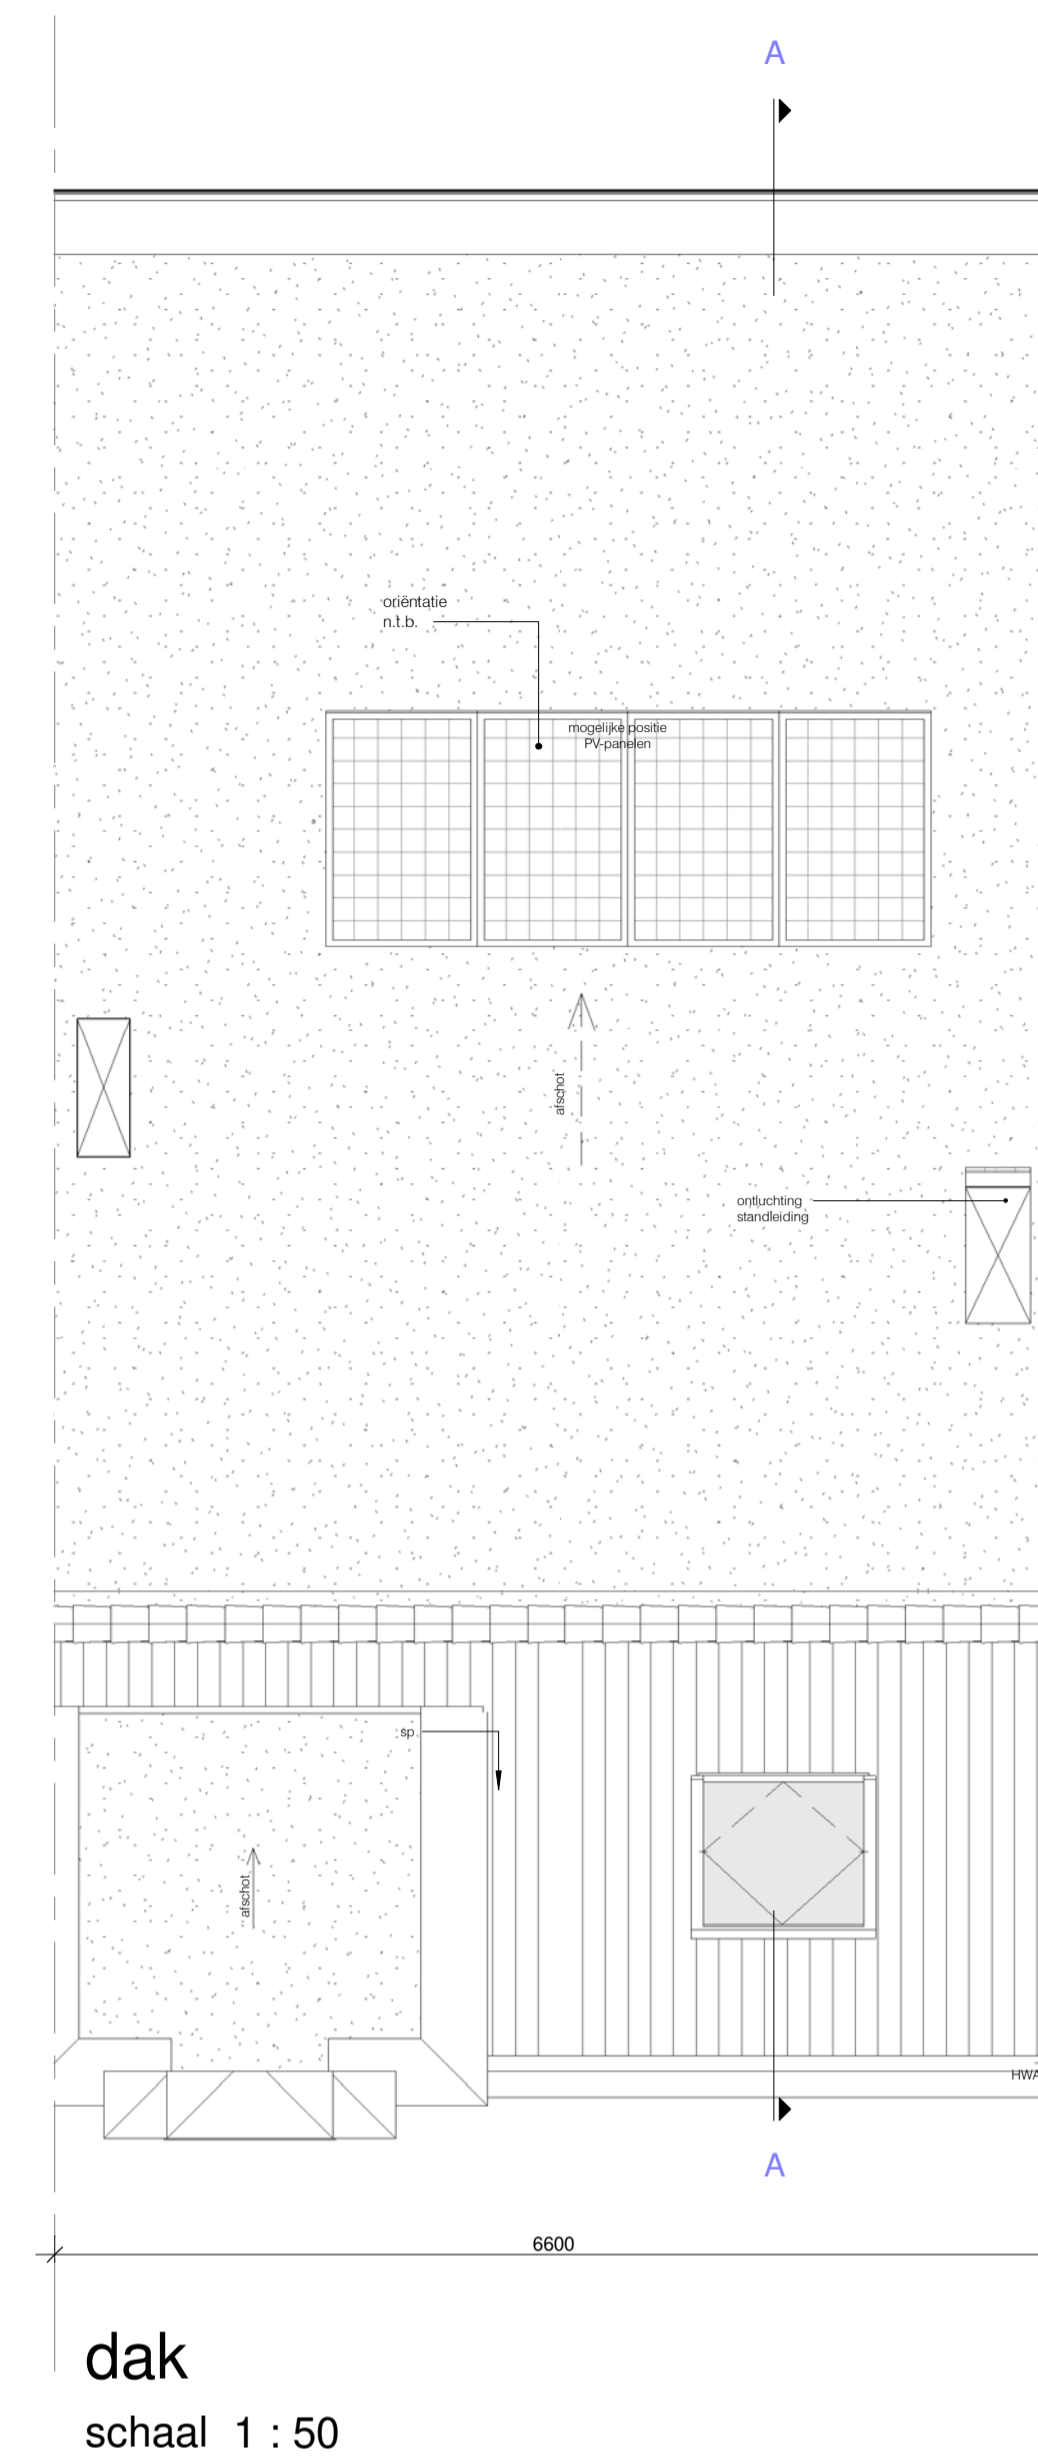 A
oriëntatie
n.t.b.
mogelijke positie
PV-panelen
afschot
ontluchting
standleiding
sp
afschot
HWA
A
6600
dak
schaal 1 : 50